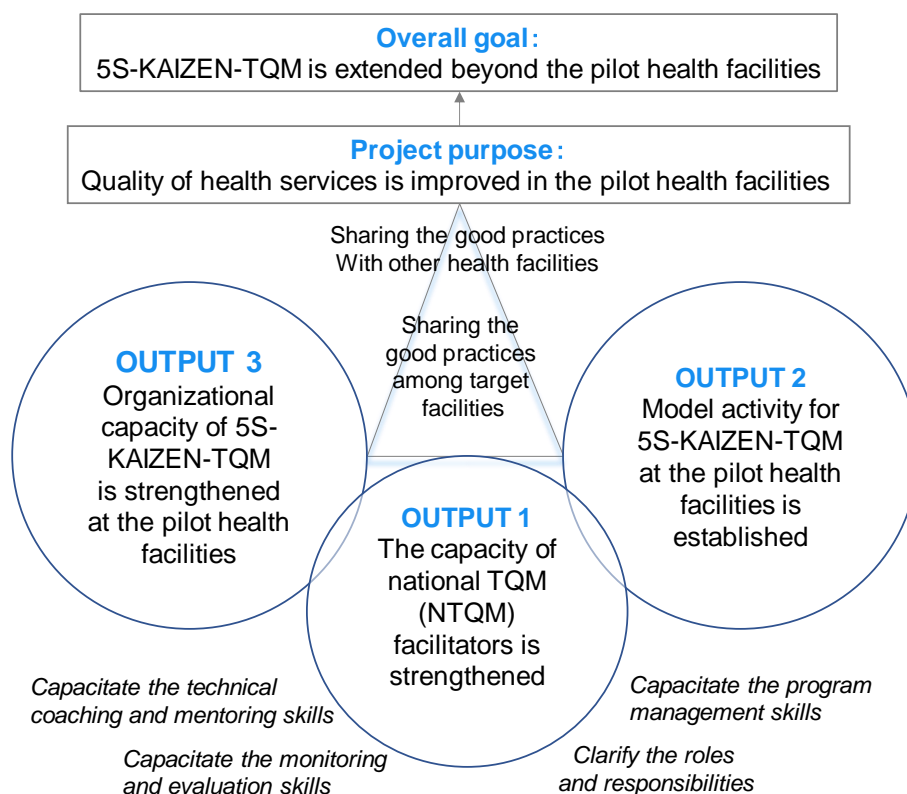 Overall goal:
5S-KAIZEN-TQM is extended beyond the pilot health facilities
Project purpose:
Quality of health services is improved in the pilot health facilities
Sharing the good practices
With other health facilities
Sharing the
good practices
among target
facilities
OUTPUT 3
Organizational
capacity of 5S-
KAIZEN-TQM
is strengthened
at the pilot health
facilities
OUTPUT 2
Model activity for
5S-KAIZEN-TQM
at the pilot health
facilities is
established
OUTPUT 1
The capacity of
national TQM
(NTQM)
facilitators is
strengthened
Capacitate the technical
coaching and mentoring skills
Capacitate the program
management skills
Capacitate the monitoring
and evaluation skills
Clarify the roles
and responsibilities